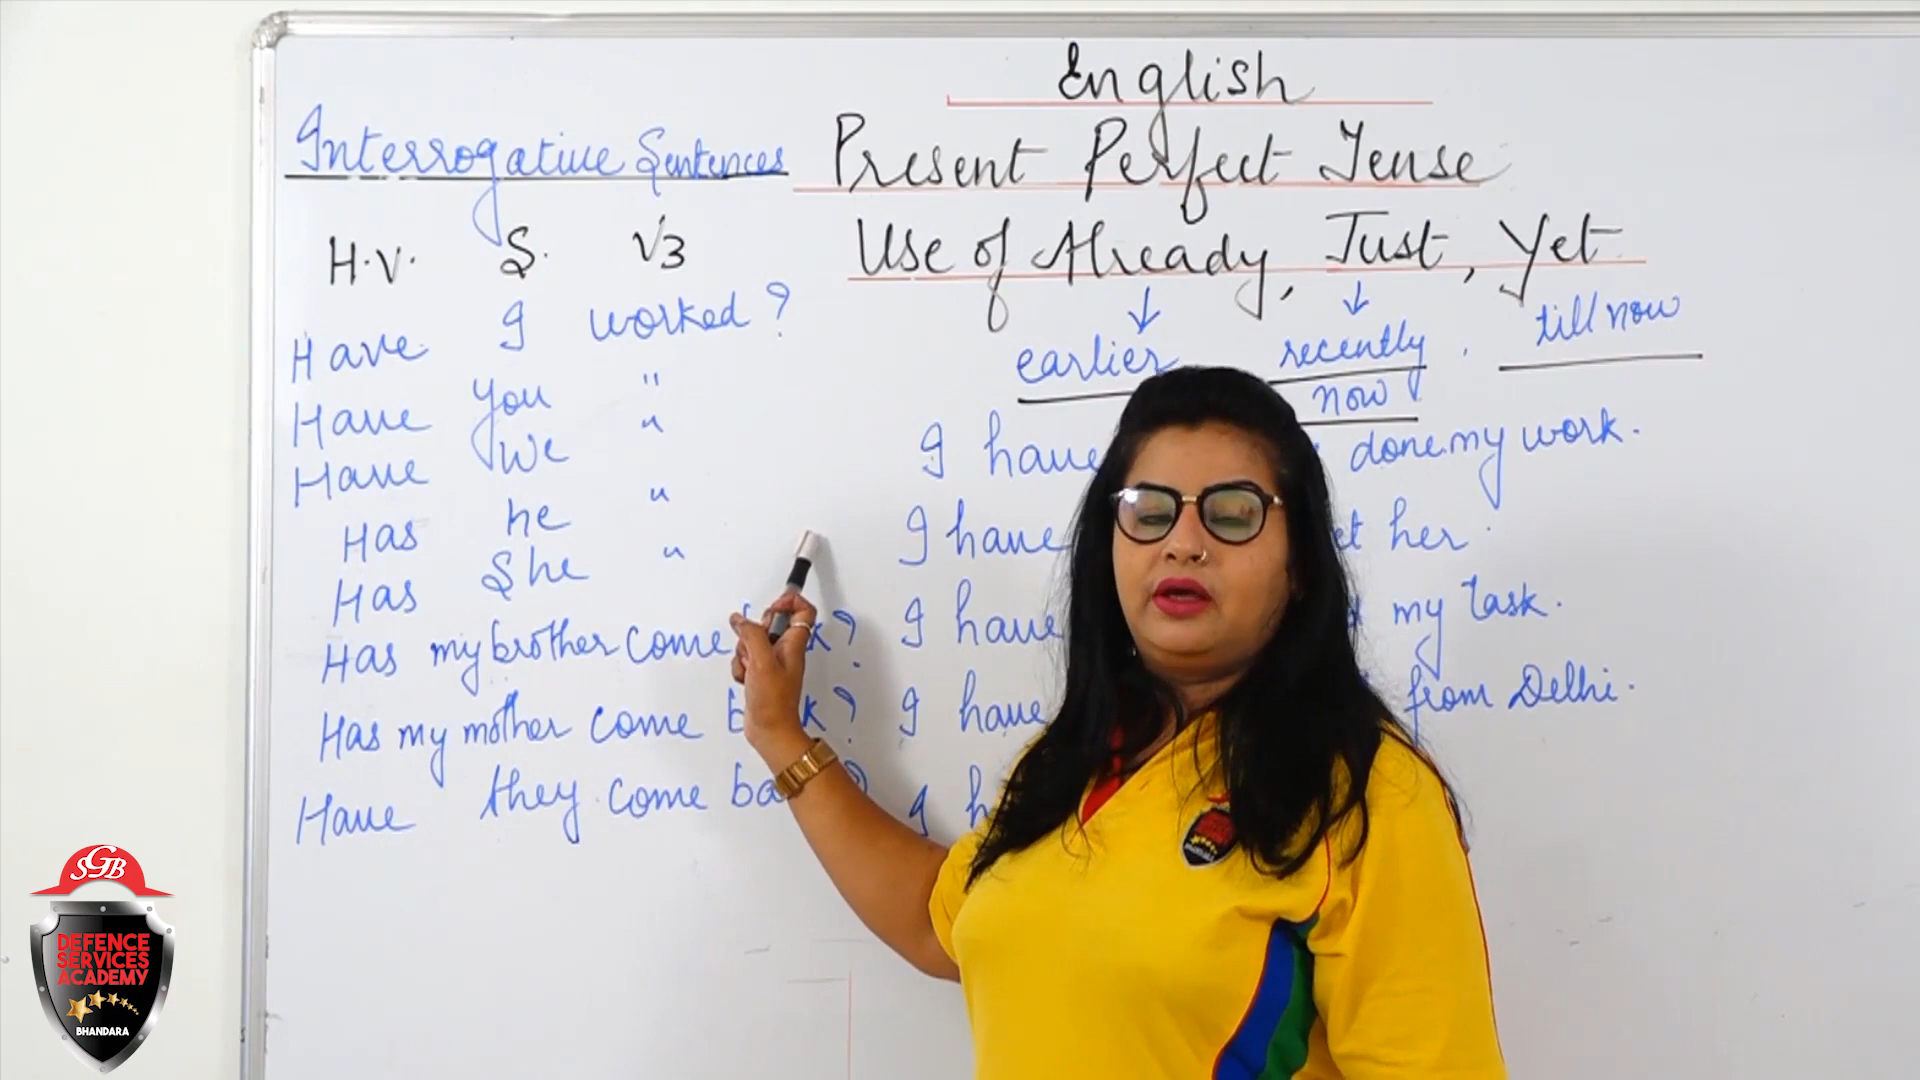 English
Present Perfect Tense
Use of Already, Just, Yet
earlier recently , till now
now
I have done my work.
I have her.
I have my task.
I have from Delhi.
I
Interrogative Sentences
H.V. S. V3
Have I worked ?
Have You "
Have We "
Has he "
Has She "
Has my brother come ?
Has my mother come ?
Have they come
SGB
DEFENCE
SERVICES
ACADEMY
BHANDARA